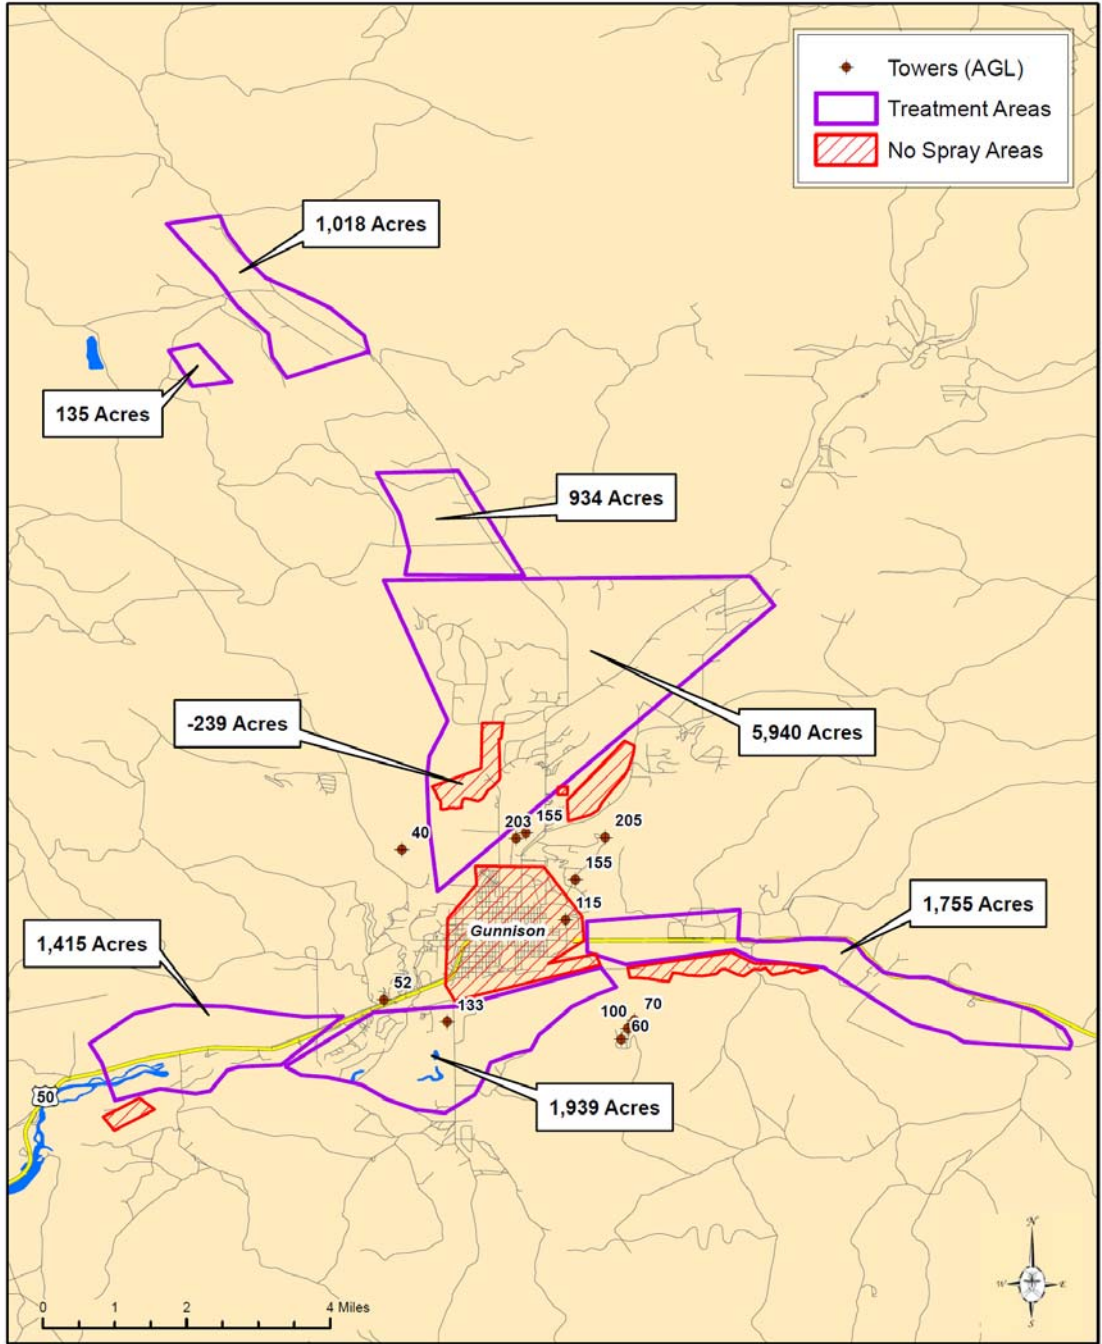 Towers (AGL)
Treatment Areas
No Spray Areas
1,018 Acres
135 Acres
934 Acres
-239 Acres
5,940 Acres
155
203
205
40
155
115
1,755 Acres
Gunnison
1,415 Acres
52
133
70
100
60
50
1,939 Acres
N
W
E
S
0 1 2 4 Miles